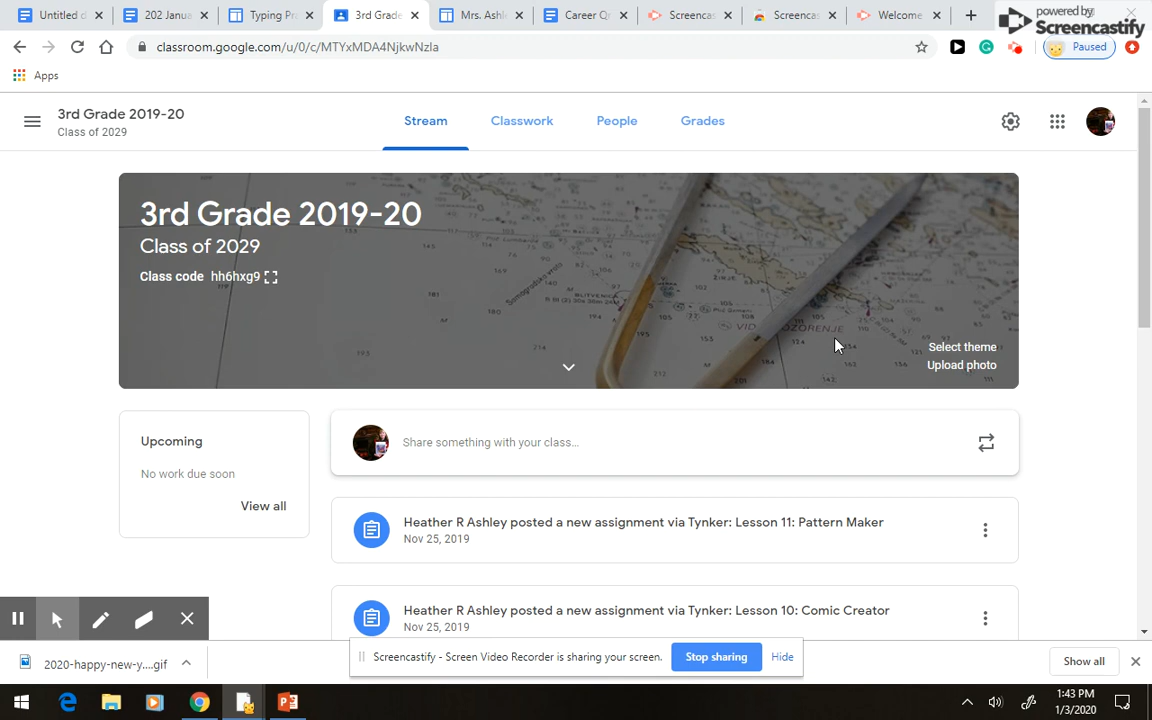 Untitled d
202 Janua
Typing Pr
3rd Grade
Mrs. Ashl
Career Q
Screencas
Screencas
Welcome
powered by
Screencastify
classroom.google.com/u/0/c/MTYxMDA4NjkwNzIa
Paused
Apps
3rd Grade 2019-20
Class of 2029
Stream
Classwork
People
Grades
3rd Grade 2019-20
Class of 2029
Class code hh6hxg9
Select theme
Upload photo
Upcoming
No work due soon
View all
Share something with your class...
Heather R Ashley posted a new assignment via Tynker: Lesson 11: Pattern Maker
Nov 25, 2019
Heather R Ashley posted a new assignment via Tynker: Lesson 10: Comic Creator
Nov 25, 2019
Screencastify - Screen Video Recorder is sharing your screen.
Stop sharing
Hide
2020-happy-new-y....gif
Show all
1:43 PM
1/3/2020